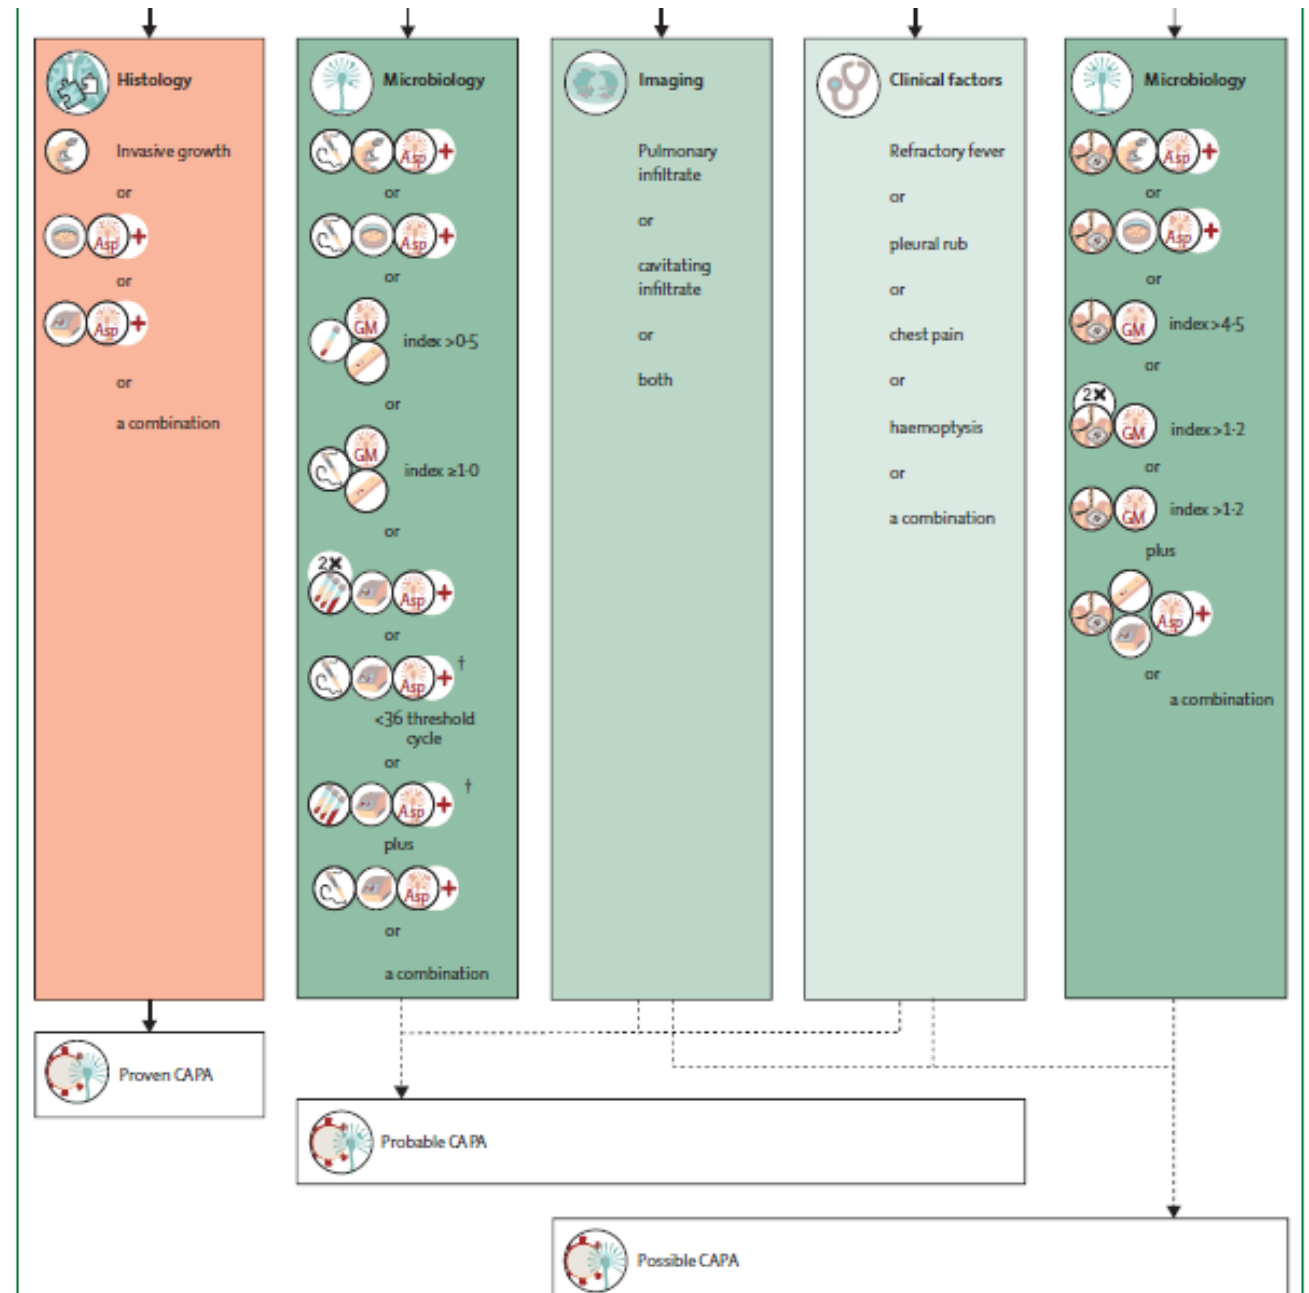 Histology
Invasive growth
or
Asp +
or
Asp +
or
a combination
Microbiology
Asp +
or
Asp +
or
GM
index >0·5
or
GM
index ≥1·0
or
2X
Asp +
or
Asp + †
<36 threshold
cycle
or
Asp + †
plus
Asp +
or
a combination
Imaging
Pulmonary
infiltrate
or
cavitating
infiltrate
or
both
Clinical factors
Refractory fever
or
pleural rub
or
chest pain
or
haemoptysis
or
a combination
Microbiology
Asp +
or
Asp +
or
GM index >4·5
or
2X
GM index >1·2
or
GM index >1·2
plus
Asp +
or
a combination
Proven CAPA
Probable CAPA
Possible CAPA